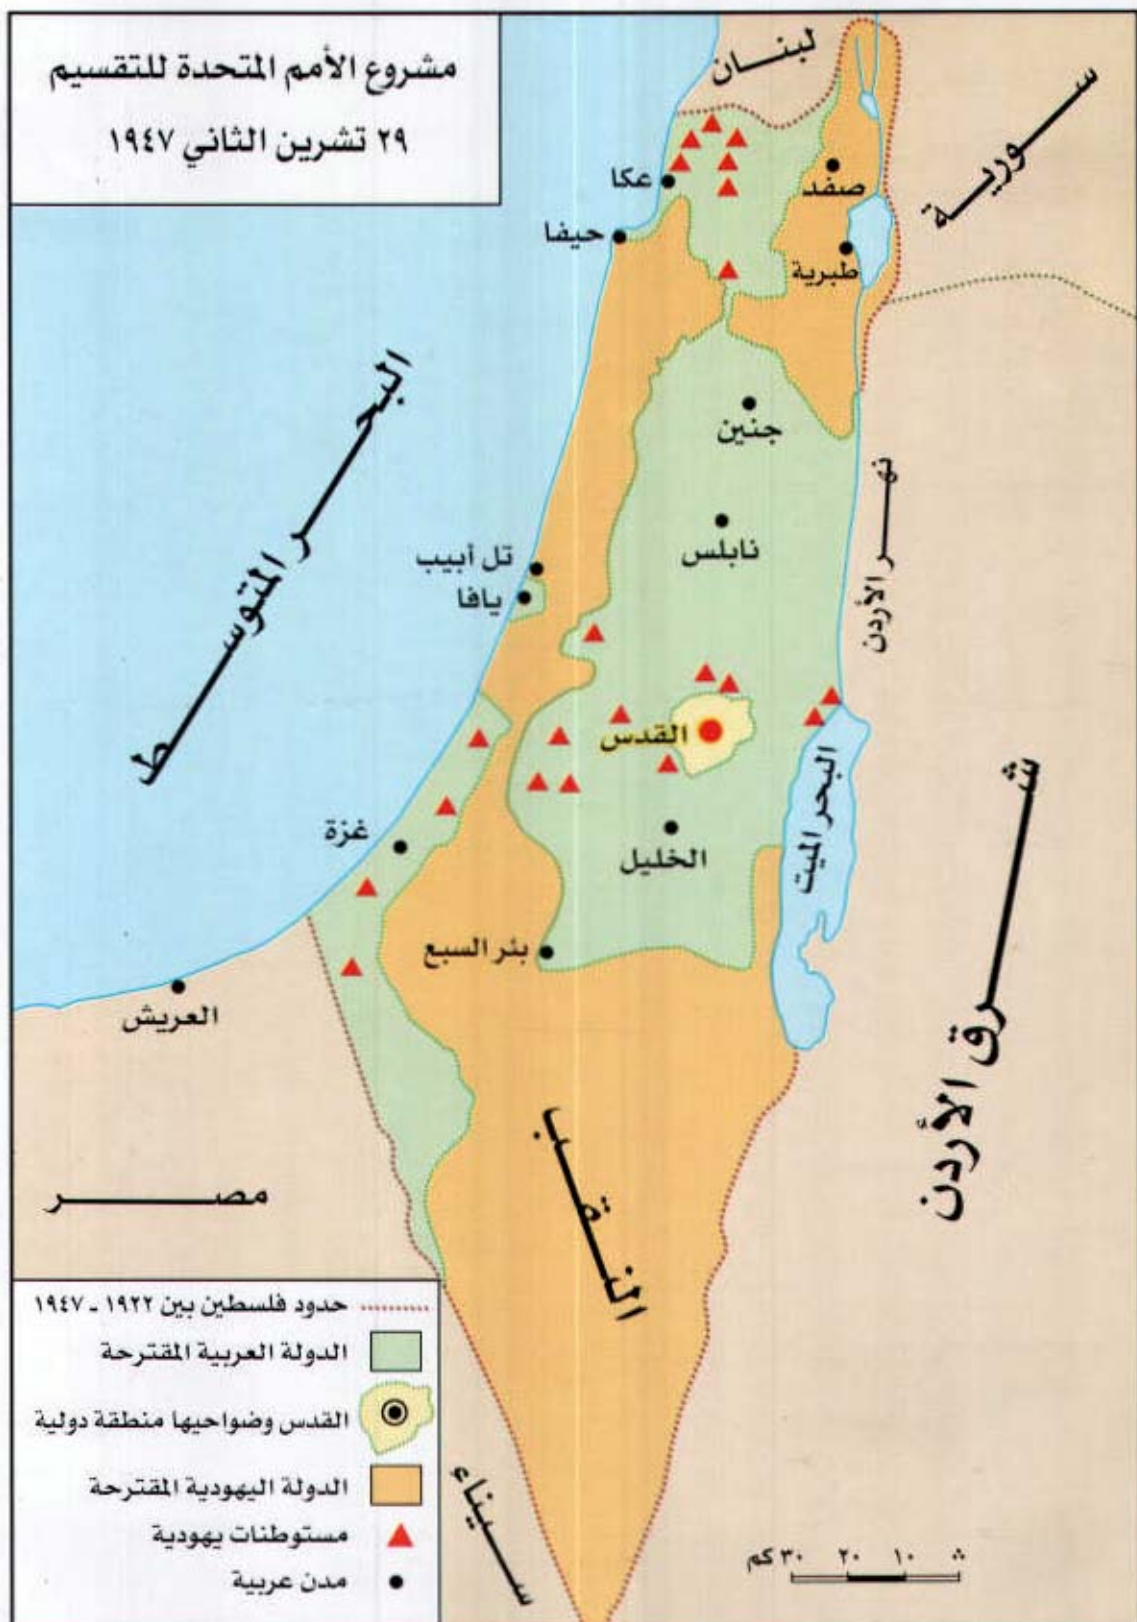 مشروع الأمم المتحدة للتقسيم
٢٩ تشرين الثاني ١٩٤٧
لبنان
سورية
صفد
عكا
حيفا
طبرية
البحر المتوسط
جنين
نهر الأردن
نابلس
تل أبيب
يافا
القدس
البحر الميت
الخليل
غزة
بئر السبع
العريش
شرق الأردن
النقب
مصر
سيناء
حدود فلسطين بين ١٩٢٢ - ١٩٤٧
الدولة العربية المقترحة
القدس وضواحيها منطقة دولية
الدولة اليهودية المقترحة
مستوطنات يهودية
مدن عربية
١٠ ٢٠ ٣٠ كم